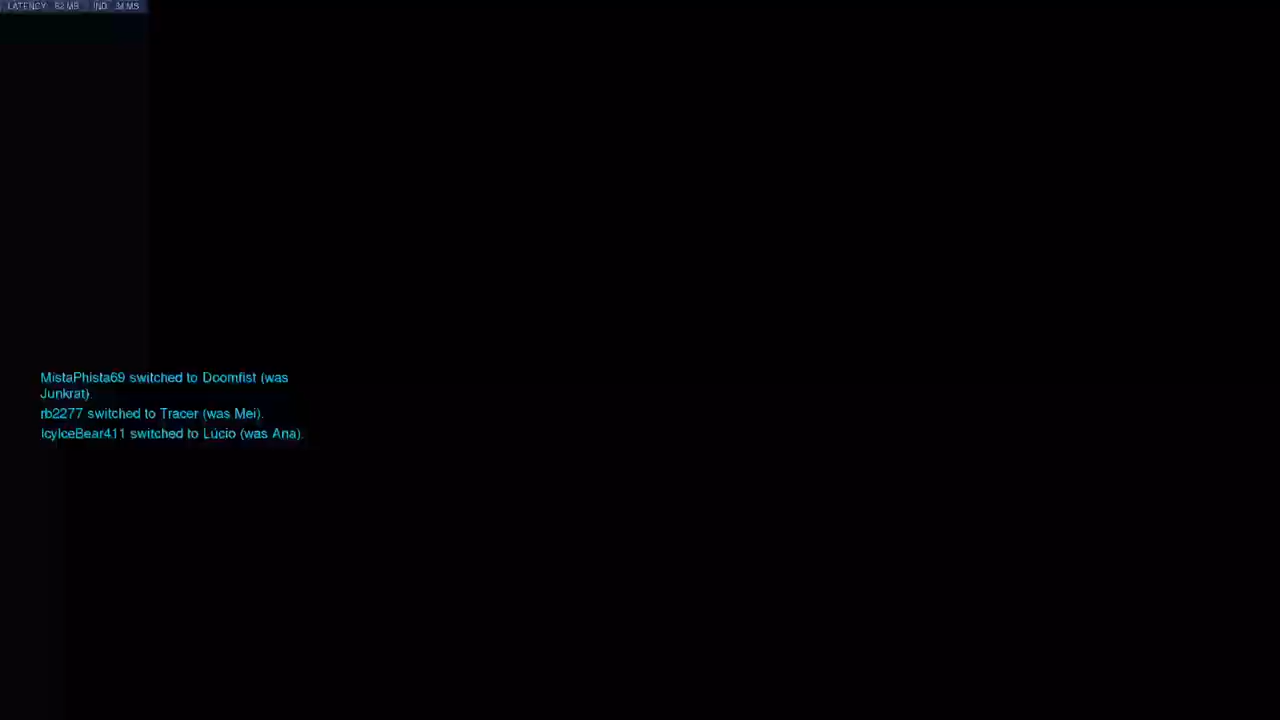 LATENCY: 62 MS IND: 34 MS
MistaPhista69 switched to Doomfist (was
Junkrat).
rb2277 switched to Tracer (was Mei).
IcyIceBear411 switched to Lúcio (was Ana).